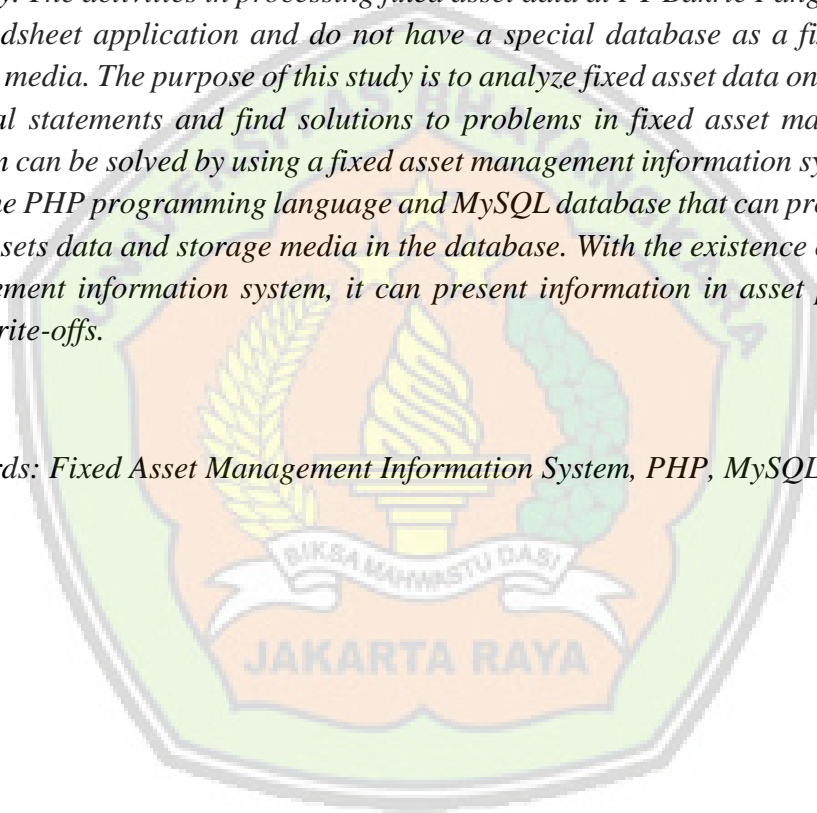 The activities in processing fixed asset data at PT Bakrie Pang
dsheet application and do not have a special database as a fi
media. The purpose of this study is to analyze fixed asset data on
al statements and find solutions to problems in fixed asset ma
n can be solved by using a fixed asset management information sy
he PHP programming language and MySQL database that can pr
sets data and storage media in the database. With the existence
ement information system, it can present information in asset p
rite-offs.
rds: Fixed Asset Management Information System, PHP, MySQL
UNIVERSITAS BHAYANGKARA
BIKSA MAHWASTU DASI
JAKARTA RAYA